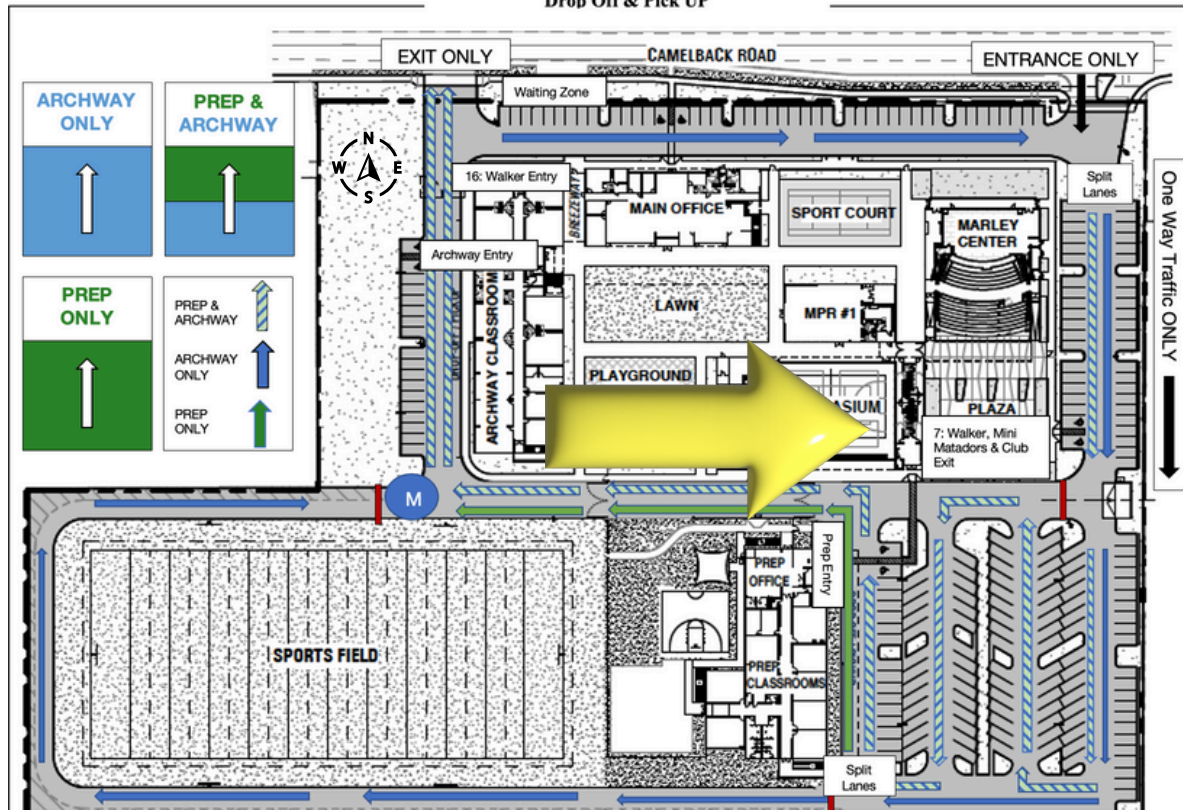 Drop Off & Pick UP
EXIT ONLY
CAMELBACK ROAD
ENTRANCE ONLY
ARCHWAY
ONLY
PREP &
ARCHWAY
Waiting Zone
N
W E
S
16: Walker Entry
BREEZEWAY
MAIN OFFICE
SPORT COURT
Split
Lanes
MARLEY
CENTER
One Way Traffic ONLY
Archway Entry
PREP
ONLY
PREP &
ARCHWAY
ARCHWAY
ONLY
PREP
ONLY
ARCHWAY CLASSROOM
LAWN
MPR #1
PLAYGROUND
ASIUM
PLAZA
7: Walker, Mini
Matadors & Club
Exit
M
PREP
OFFICE
Prep Entry
SPORTS FIELD
PREP
CLASSROOMS
Split
Lanes